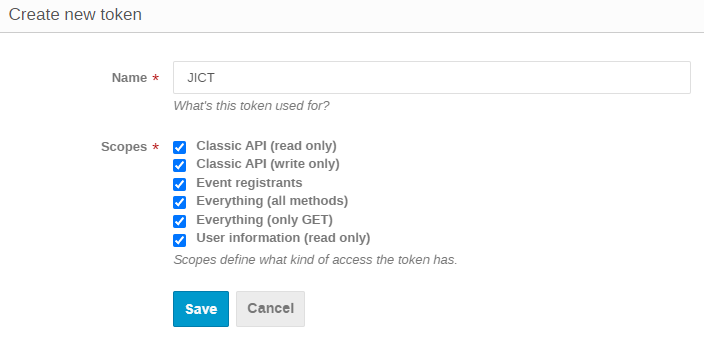 Create new token
Name *
JICT
What's this token used for?
Scopes *
Classic API (read only)
Classic API (write only)
Event registrants
Everything (all methods)
Everything (only GET)
User information (read only)
Scopes define what kind of access the token has.
Save Cancel